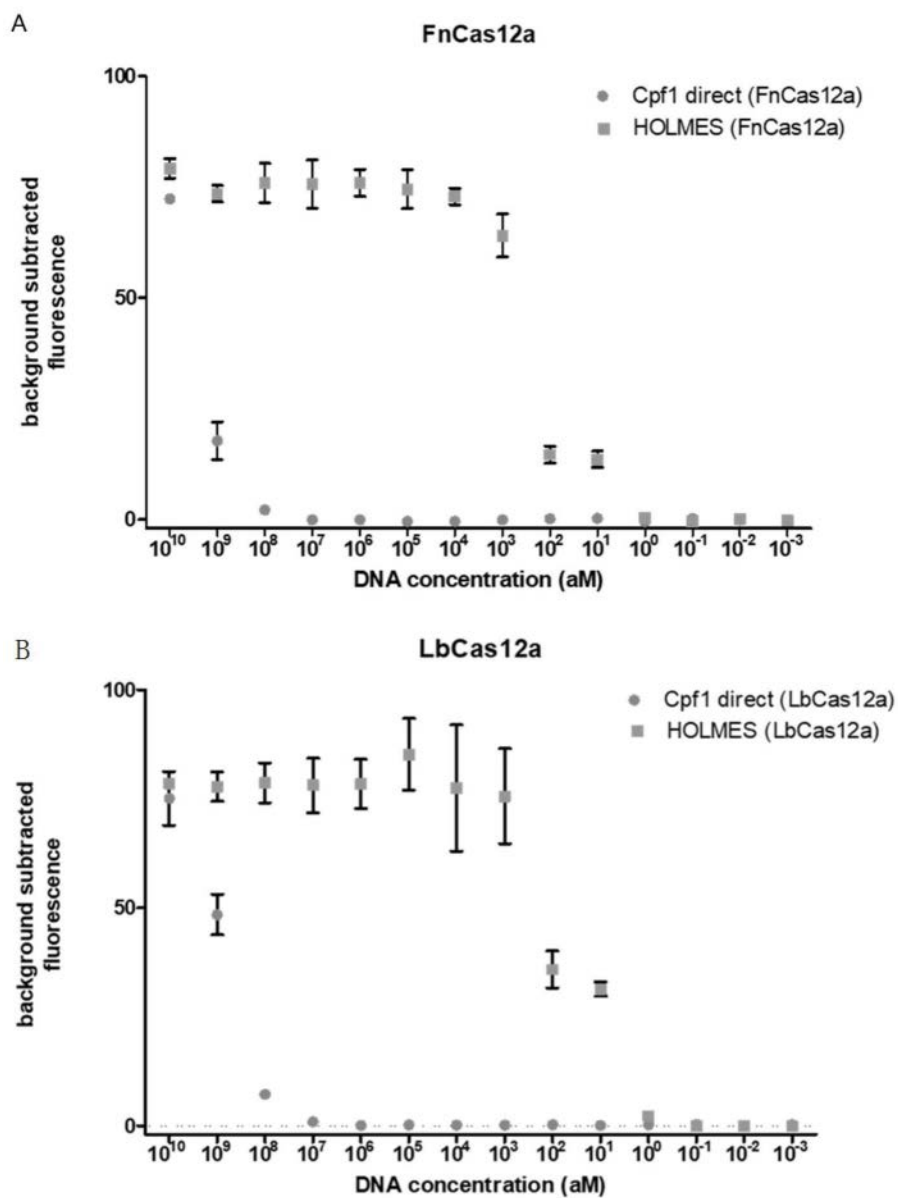 A
FnCas12a
100
50
0
background subtracted
fluorescence
Cpf1 direct (FnCas12a)
HOLMES (FnCas12a)
10¹⁰ 10⁹ 10⁸ 10⁷ 10⁶ 10⁵ 10⁴ 10³ 10² 10¹ 10⁰ 10⁻¹ 10⁻² 10⁻³
DNA concentration (aM)
B
LbCas12a
100
50
0
background subtracted
fluorescence
Cpf1 direct (LbCas12a)
HOLMES (LbCas12a)
10¹⁰ 10⁹ 10⁸ 10⁷ 10⁶ 10⁵ 10⁴ 10³ 10² 10¹ 10⁰ 10⁻¹ 10⁻² 10⁻³
DNA concentration (aM)